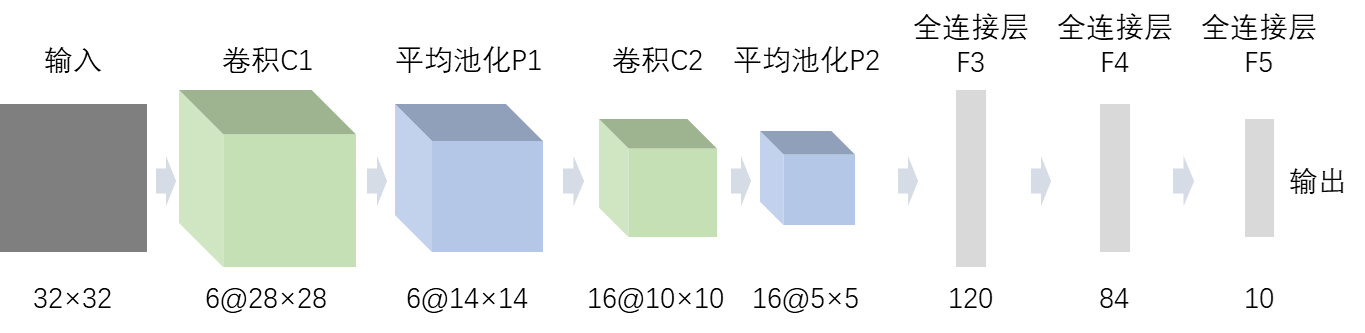 输入
卷积C1
平均池化P1
卷积C2
平均池化P2
全连接层
F3
全连接层
F4
全连接层
F5
输出
32×32
6@28×28
6@14×14
16@10×10
16@5×5
120
84
10